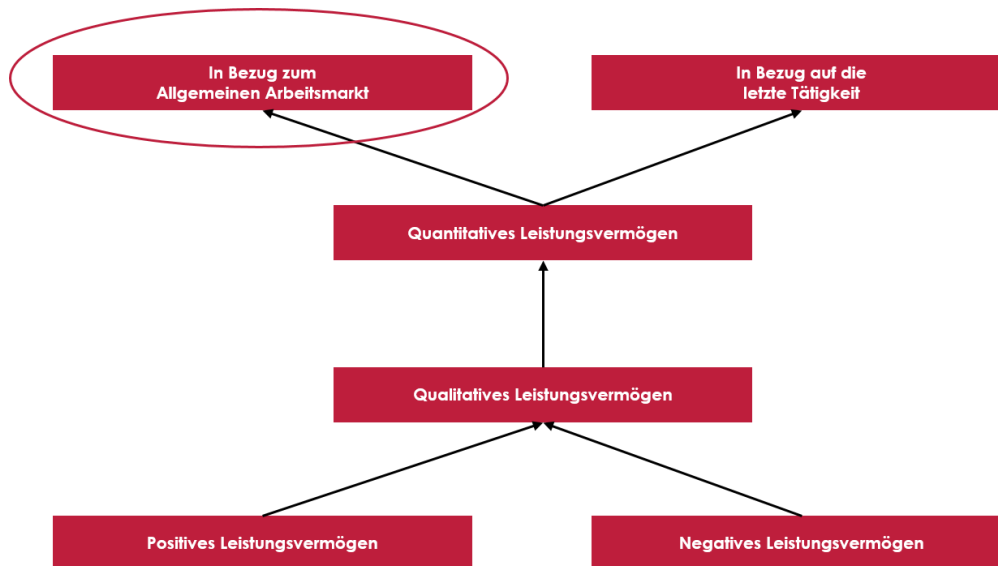 In Bezug zum
Allgemeinen Arbeitsmarkt
In Bezug auf die
letzte Tätigkeit
Quantitatives Leistungsvermögen
Qualitatives Leistungsvermögen
Positives Leistungsvermögen
Negatives Leistungsvermögen